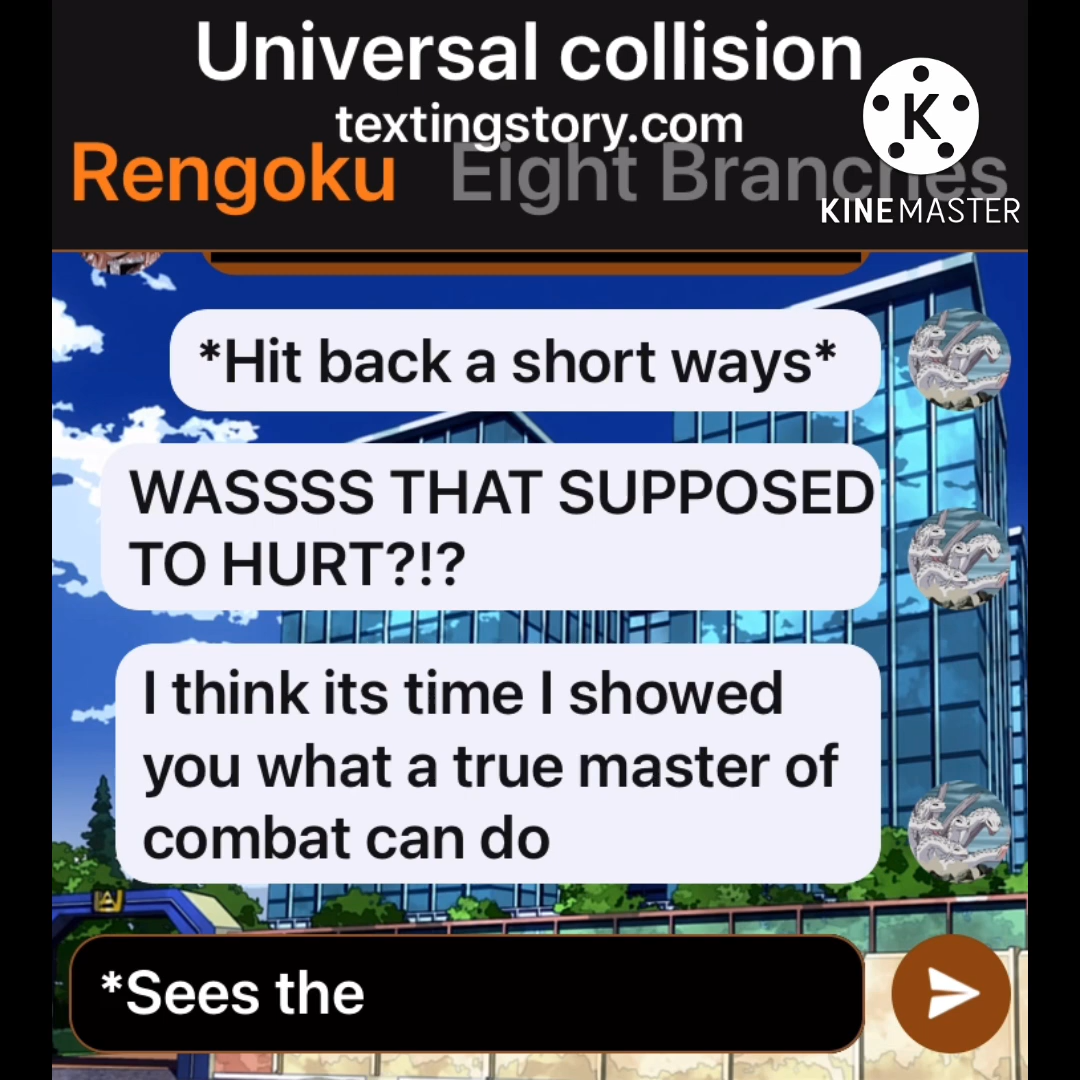 Universal collision
textingstory.com
Rengoku Eight Branches
K
KINEMASTER
*Hit back a short ways*
WASSSS THAT SUPPOSED
TO HURT?!?
I think its time I showed
you what a true master of
combat can do
*Sees the